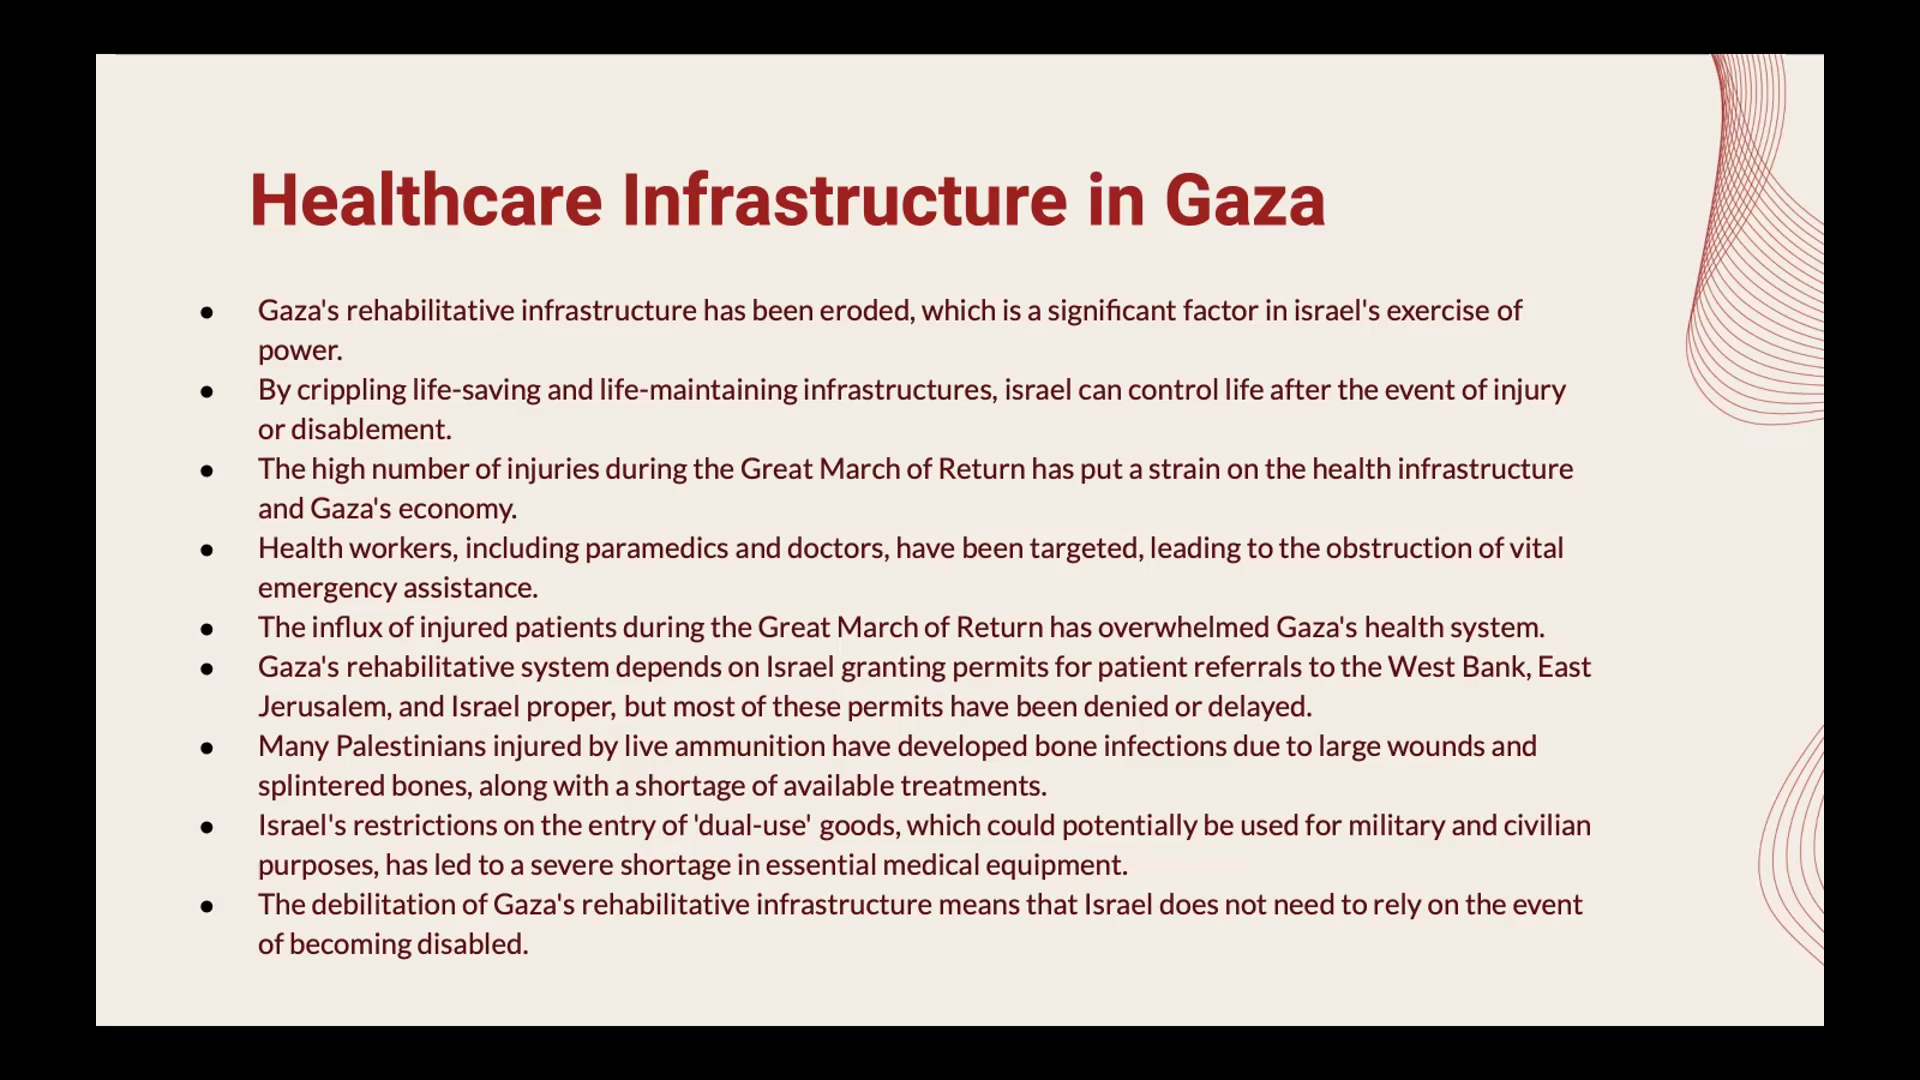 Healthcare Infrastructure in Gaza
● Gaza's rehabilitative infrastructure has been eroded, which is a significant factor in israel's exercise of
power.
● By crippling life-saving and life-maintaining infrastructures, israel can control life after the event of injury
or disablement.
● The high number of injuries during the Great March of Return has put a strain on the health infrastructure
and Gaza's economy.
● Health workers, including paramedics and doctors, have been targeted, leading to the obstruction of vital
emergency assistance.
● The influx of injured patients during the Great March of Return has overwhelmed Gaza's health system.
● Gaza's rehabilitative system depends on Israel granting permits for patient referrals to the West Bank, East
Jerusalem, and Israel proper, but most of these permits have been denied or delayed.
● Many Palestinians injured by live ammunition have developed bone infections due to large wounds and
splintered bones, along with a shortage of available treatments.
● Israel's restrictions on the entry of 'dual-use' goods, which could potentially be used for military and civilian
purposes, has led to a severe shortage in essential medical equipment.
● The debilitation of Gaza's rehabilitative infrastructure means that Israel does not need to rely on the event
of becoming disabled.